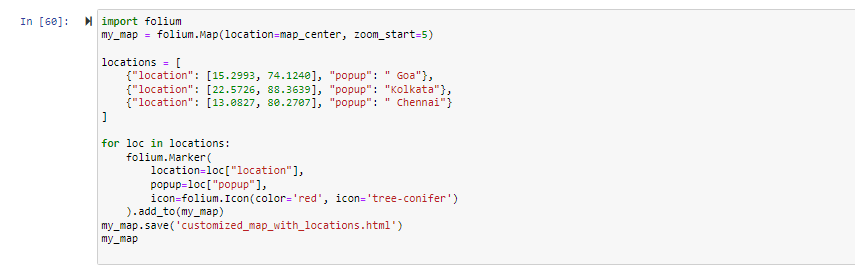 In [60]:
import folium
my_map = folium.Map(location=map_center, zoom_start=5)
locations = [
    {"location": [15.2993, 74.1240], "popup": " Goa"},
    {"location": [22.5726, 88.3639], "popup": "Kolkata"},
    {"location": [13.0827, 80.2707], "popup": " Chennai"}
]
for loc in locations:
    folium.Marker(
        location=loc["location"],
        popup=loc["popup"],
        icon=folium.Icon(color='red', icon='tree-conifer')
    ).add_to(my_map)
my_map.save('customized_map_with_locations.html')
my_map